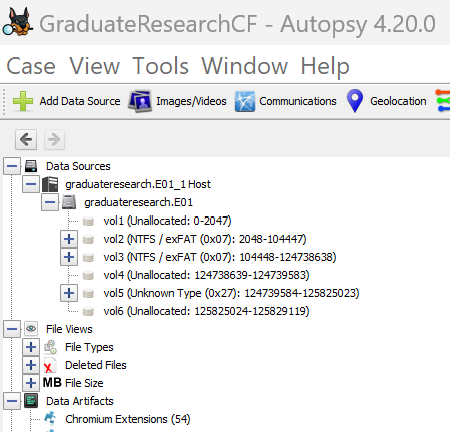 GraduateResearchCF - Autopsy 4.20.0
Case View Tools Window Help
Add Data Source Images/Videos Communications Geolocation
Data Sources
graduateresearch.E01_1 Host
graduateresearch.E01
vol1 (Unallocated: 0-2047)
vol2 (NTFS / exFAT (0x07): 2048-104447)
vol3 (NTFS / exFAT (0x07): 104448-124738638)
vol4 (Unallocated: 124738639-124739583)
vol5 (Unknown Type (0x27): 124739584-125825023)
vol6 (Unallocated: 125825024-125829119)
File Views
File Types
Deleted Files
MB File Size
Data Artifacts
Chromium Extensions (54)